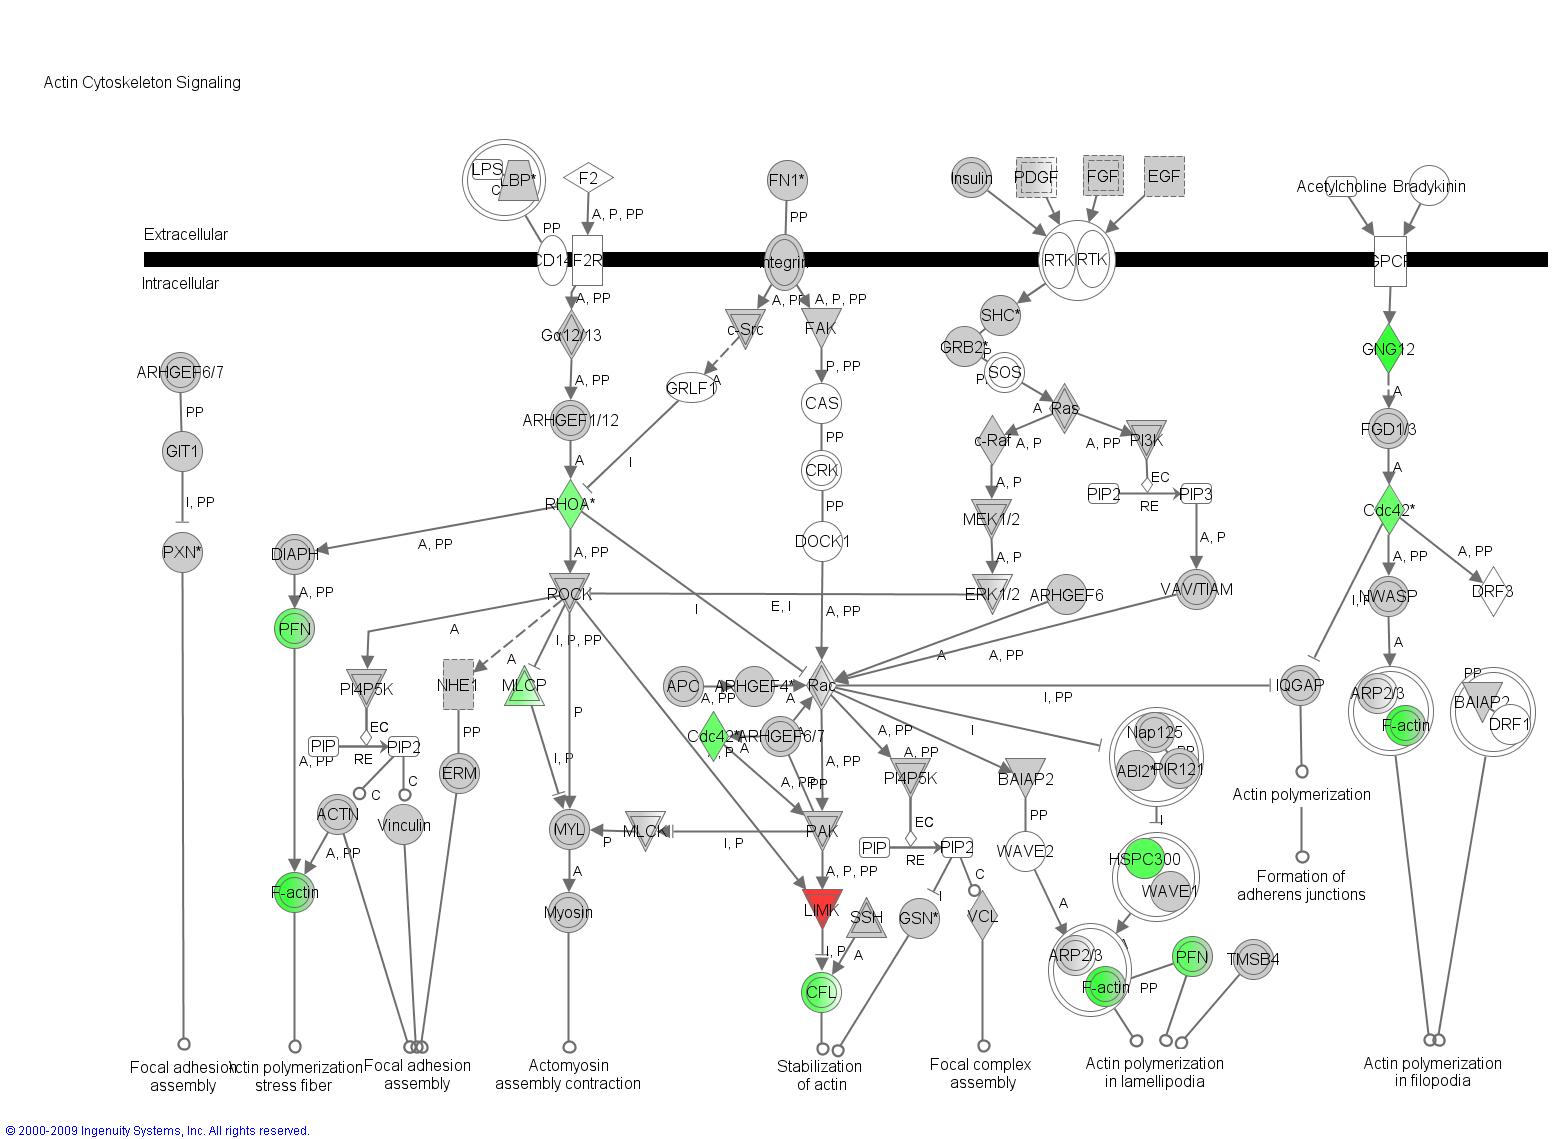 Actin Cytoskeleton Signaling
LPS
LBP*
C
F2
FN1*
Insulin
PDGF
FGF
EGF
Acetylcholine
Bradykinin
A, P, PP
PP
PP
Extracellular
CD14
F2R
Integrin
RTK
RTK
GPCR
Intracellular
A, PP
A, PP
A, P, PP
Gα12/13
c-Src
FAK
SHC*
GRB2*
GNG12
ARHGEF6/7
P, PP
SOS
A, PP
A
GRLF1
CAS
Ras
A
A
PP
ARHGEF1/12
PP
c-Raf
A, P
A, PP
PI3K
FGD1/3
GIT1
A
I
CRK
A, P
EC
A
I, PP
RHOA*
PP
PIP2
RE
PIP3
Cdc42*
MEK1/2
PXN*
DIAPH
A, PP
A, PP
DOCK1
A, P
A, P
A, PP
A, PP
A, PP
ROCK
ERK1/2
ARHGEF6
VAV/TIAM
NWASP
DRF3
PFN
A
I, P, PP
I
E, I
A, PP
A
A, PP
A
A
PI4P5K
NHE1
MLCP
APC
ARHGEF4*
A, PP
A
Rac
I, PP
IQGAP
ARP2/3
F-actin
PP
BAIAP2
DRF1
P
EC
PIP
RE
PIP2
PP
Cdc42*
A
ARHGEF6/7
A, PP
A, PP
I
Nap125
ABI2*
PIR121
PP
A, PP
ERM
I, P
A, PP
PP
A, PP
PI4P5K
BAIAP2
C
C
Actin polymerization
ACTN
Vinculin
MYL
P
MLCK
I, P
PAK
EC
PP
I
A, PP
PIP
RE
PIP2
WAVE2
HSPC300
WAVE1
F-actin
A
A, P, PP
C
Formation of
adherens junctions
Myosin
LIMK
SSH
GSN*
I
VCL
A
I, P
A
ARP2/3
F-actin
PFN
TMSB4
CFL
PP
Focal adhesion
assembly
Actin polymerization
stress fiber
Focal adhesion
assembly
Actomyosin
assembly contraction
Stabilization
of actin
Focal complex
assembly
Actin polymerization
in lamellipodia
Actin polymerization
in filopodia
© 2000-2009 Ingenuity Systems, Inc. All rights reserved.